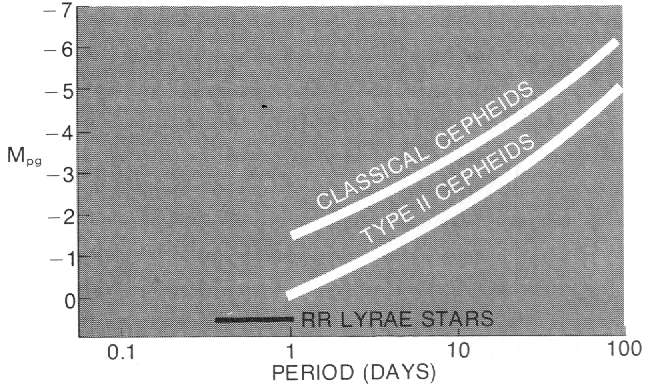 −7
−6
−5
−4
M pg
−3
−2
−1
0
CLASSICAL CEPHEIDS
TYPE II CEPHEIDS
RR LYRAE STARS
0.1 1 10 100
PERIOD (DAYS)